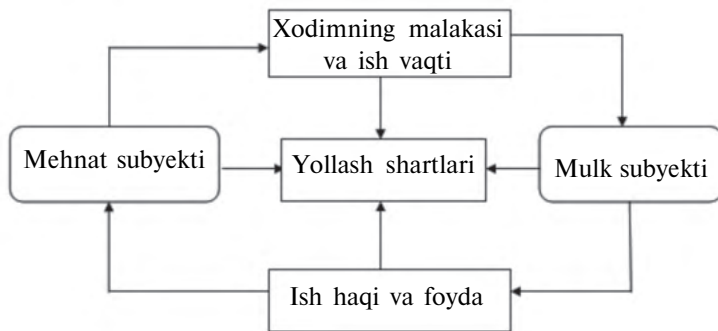 Xodimning malakasi
va ish vaqti
Mehnat subyekti
Yollash shartlari
Mulk subyekti
Ish haqi va foyda